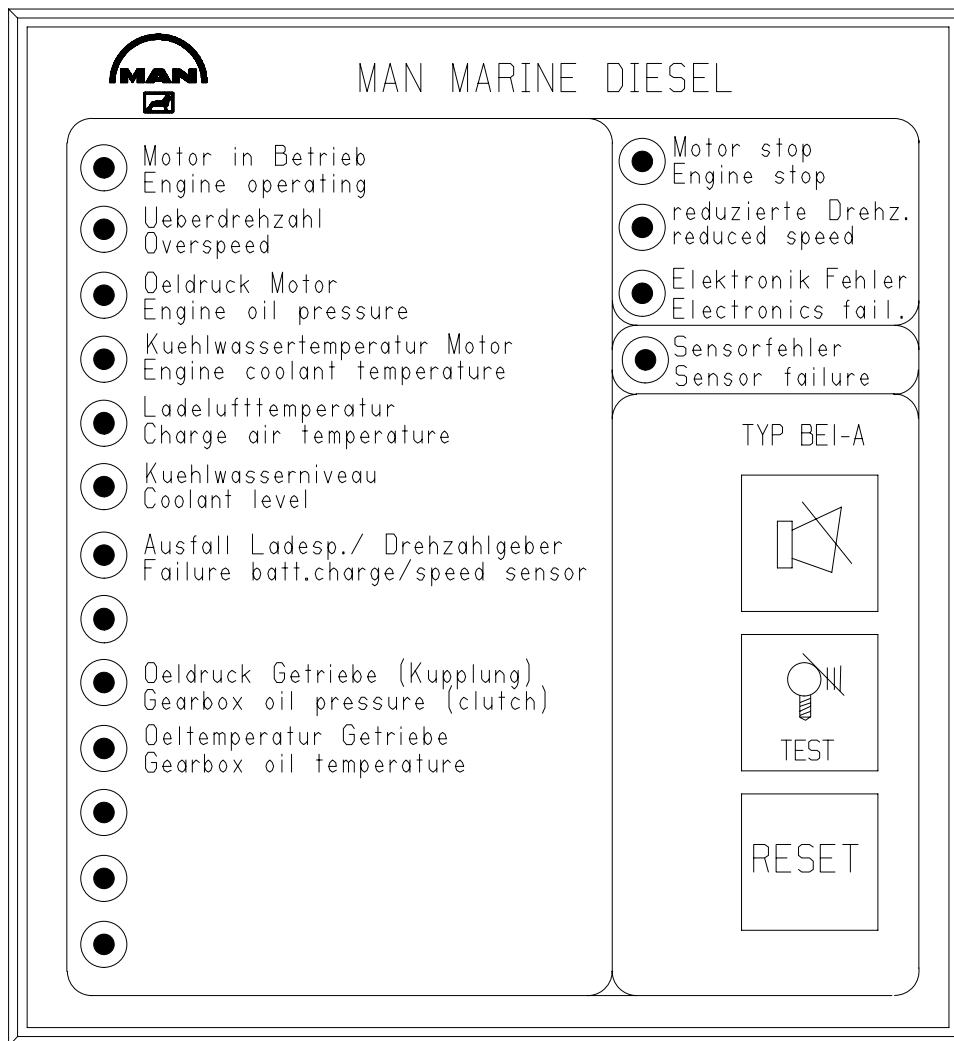 MAN
MAN MARINE DIESEL
Motor in Betrieb
Engine operating
Ueberdrehzahl
Overspeed
Oeldruck Motor
Engine oil pressure
Kuehlwassertemperatur Motor
Engine coolant temperature
Ladelufttemperatur
Charge air temperature
Kuehlwasserniveau
Coolant level
Ausfall Ladesp./ Drehzahlgeber
Failure batt.charge/speed sensor
Oeldruck Getriebe (Kupplung)
Gearbox oil pressure (clutch)
Oeltemperatur Getriebe
Gearbox oil temperature
Motor stop
Engine stop
reduzierte Drehz.
reduced speed
Elektronik Fehler
Electronics fail.
Sensorfehler
Sensor failure
TYP BEI-A
TEST
RESET